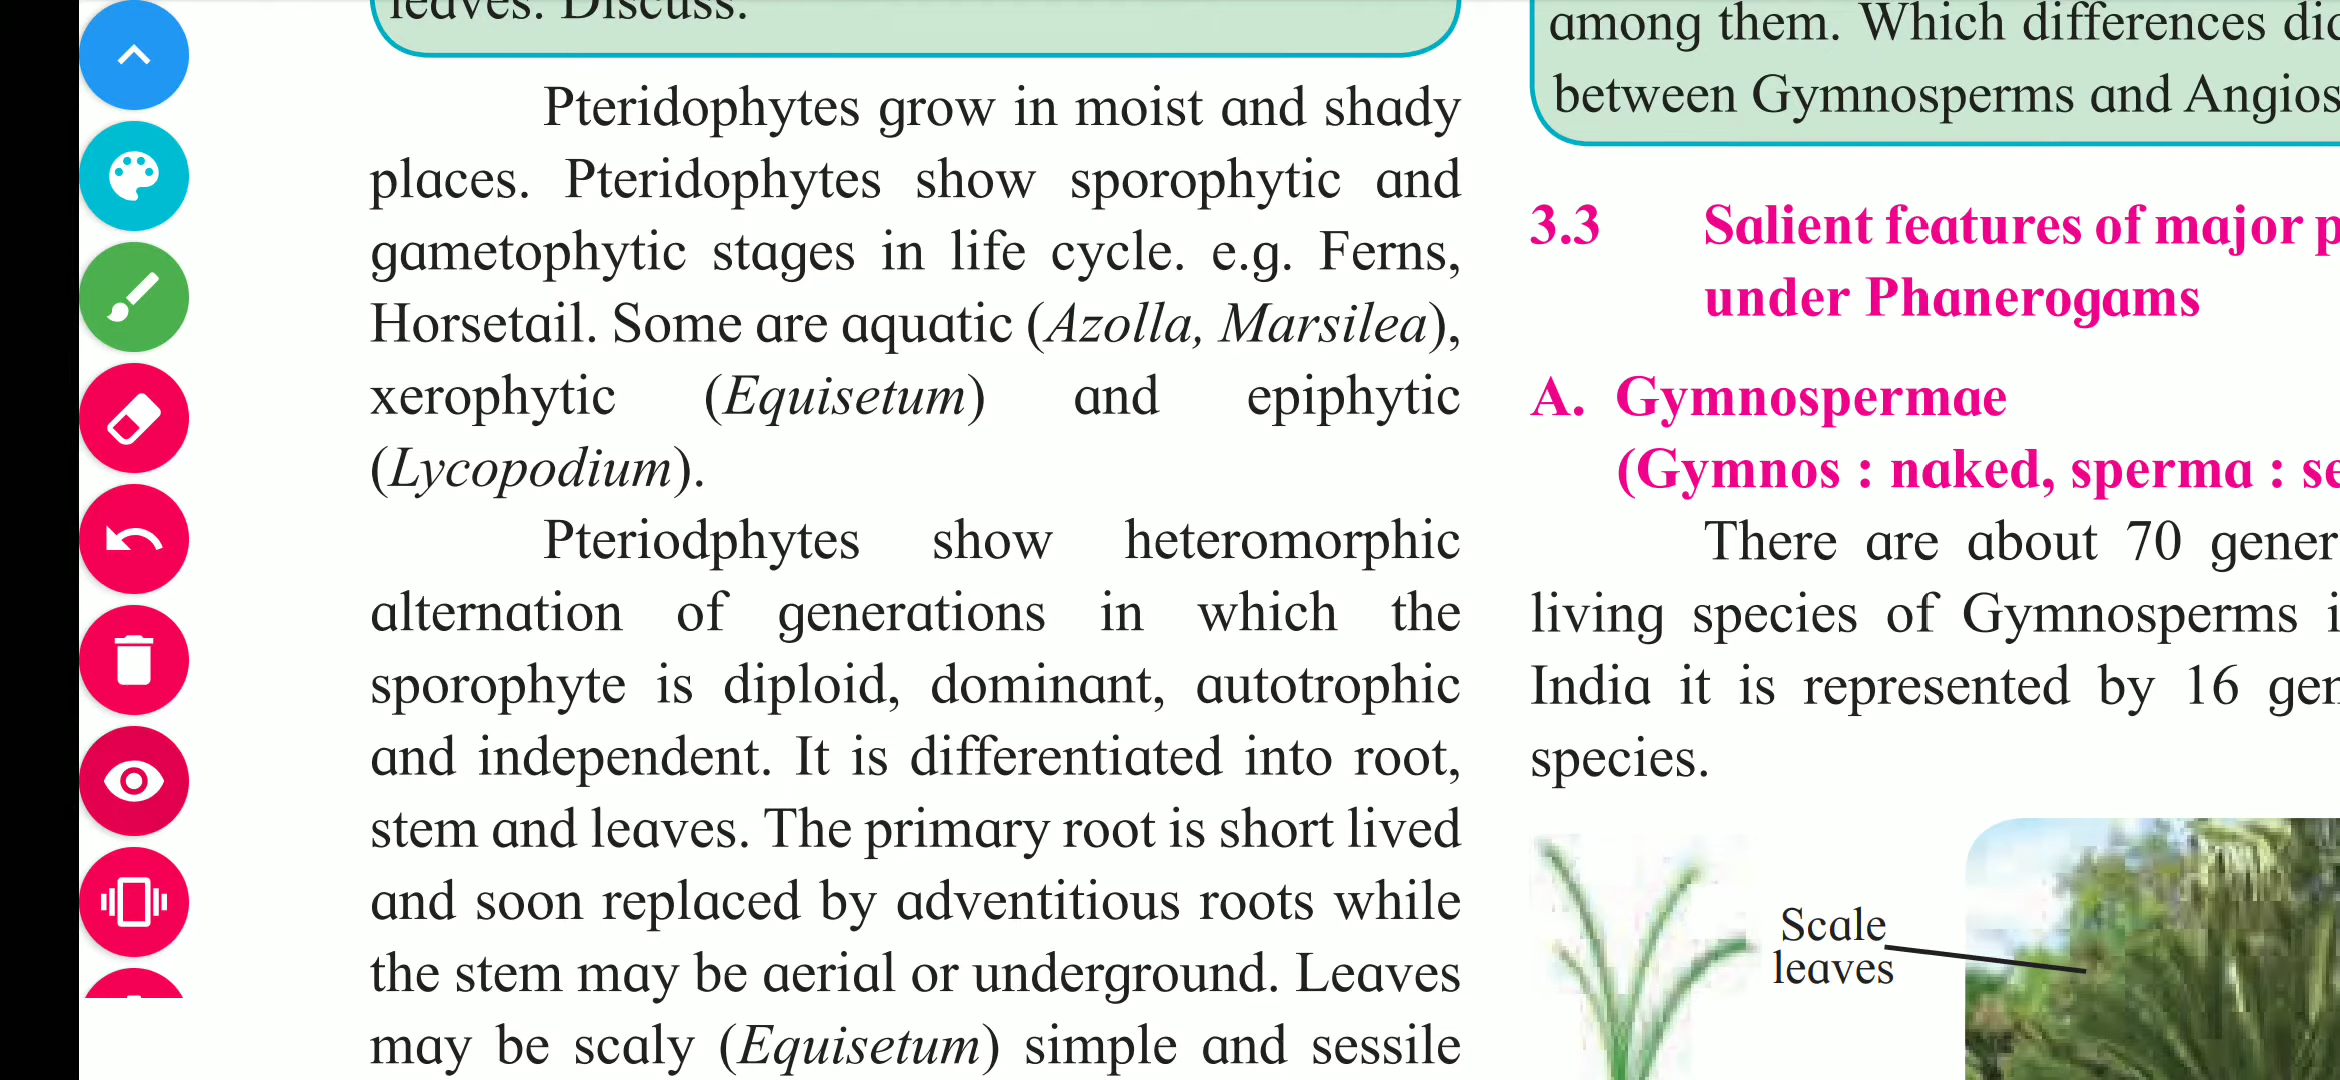 leaves. Discuss.
Pteridophytes grow in moist and shady
places. Pteridophytes show sporophytic and
gametophytic stages in life cycle. e.g. Ferns,
Horsetail. Some are aquatic (Azolla, Marsilea),
xerophytic (Equisetum) and epiphytic
(Lycopodium).
Pteriodphytes show heteromorphic
alternation of generations in which the
sporophyte is diploid, dominant, autotrophic
and independent. It is differentiated into root,
stem and leaves. The primary root is short lived
and soon replaced by adventitious roots while
the stem may be aerial or underground. Leaves
may be scaly (Equisetum) simple and sessile
among them. Which differences
between Gymnosperms and
3.3 Salient features of major
under Phanerogams
A. Gymnospermae
(Gymnos : naked, sperma :
There are about 70
living species of Gymnosperms
India it is represented by 16
species.
Scale
leaves